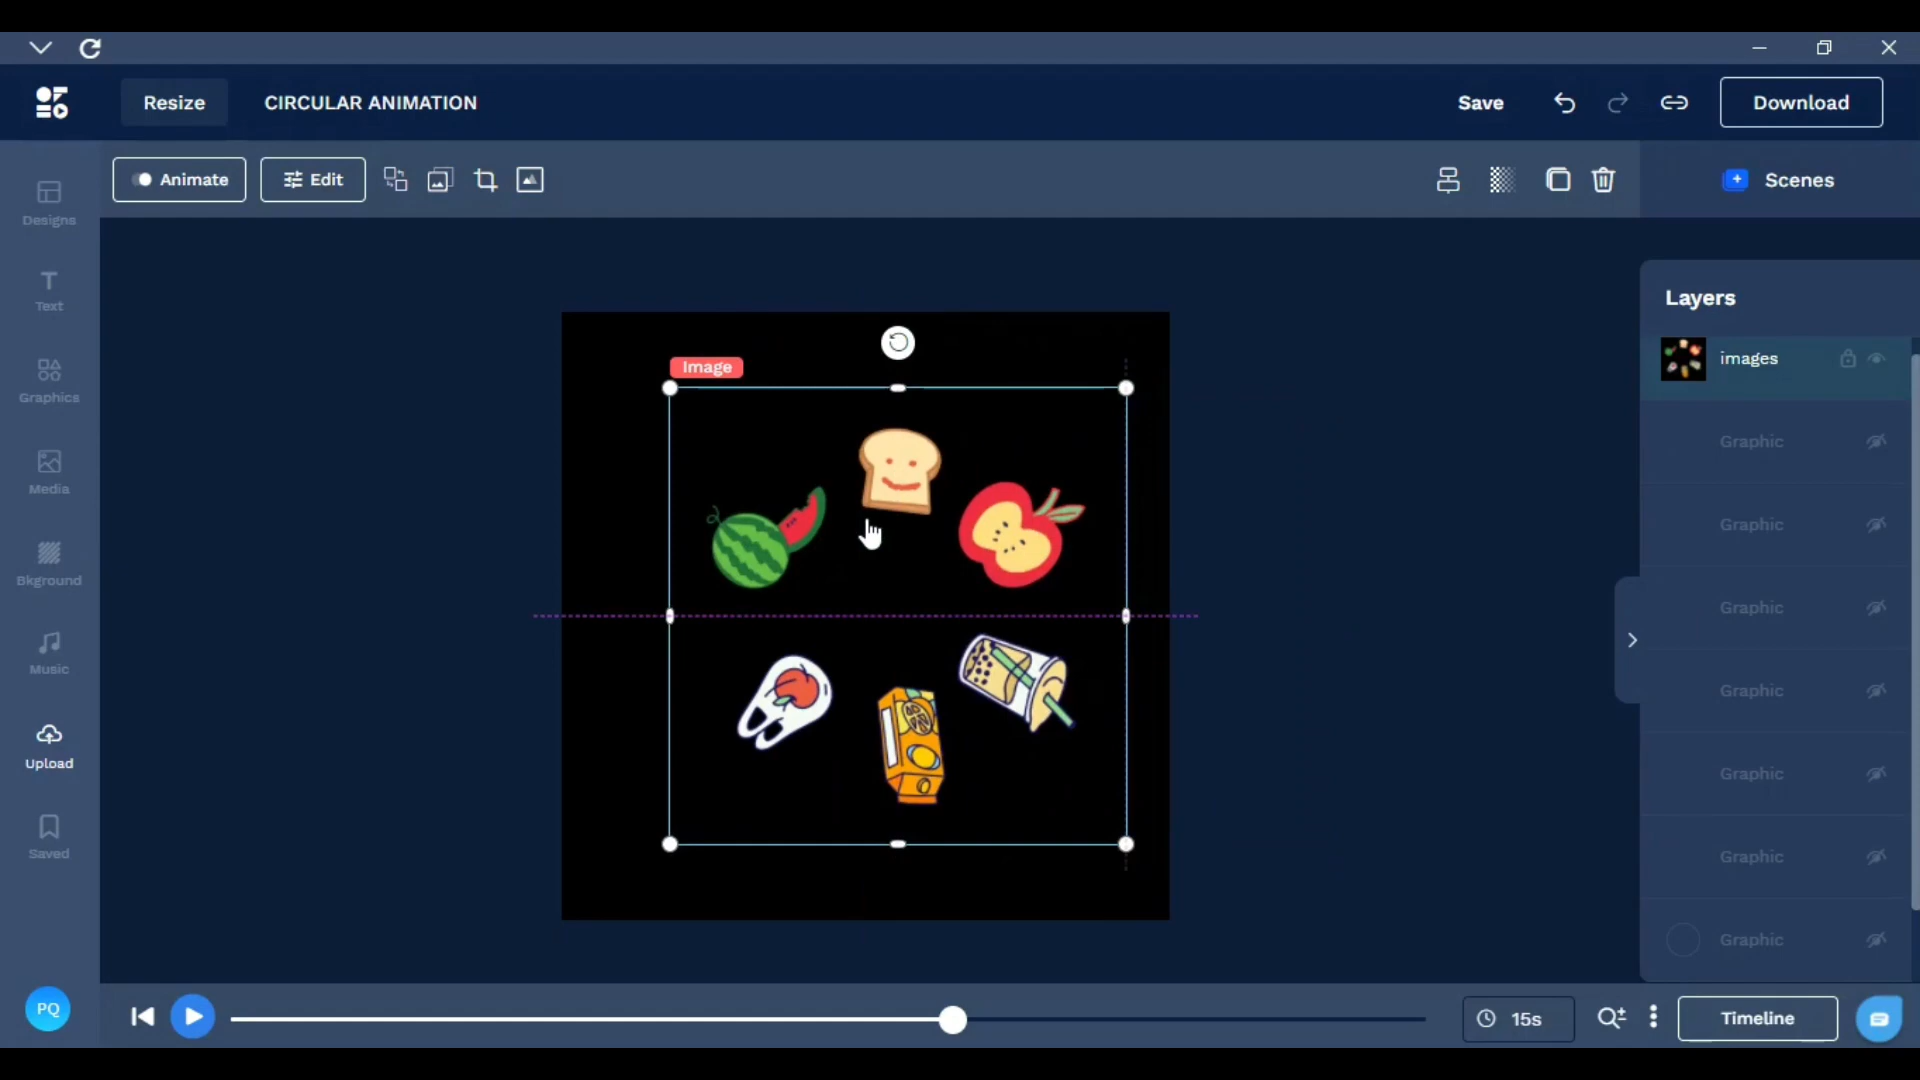 Resize
CIRCULAR ANIMATION
Save
Download
Animate
Edit
Scenes
Designs
Text
Graphics
Media
Bkground
Music
Upload
Saved
PQ
Image
Layers
images
Graphic
Graphic
Graphic
Graphic
Graphic
Graphic
Graphic
15s
Timeline